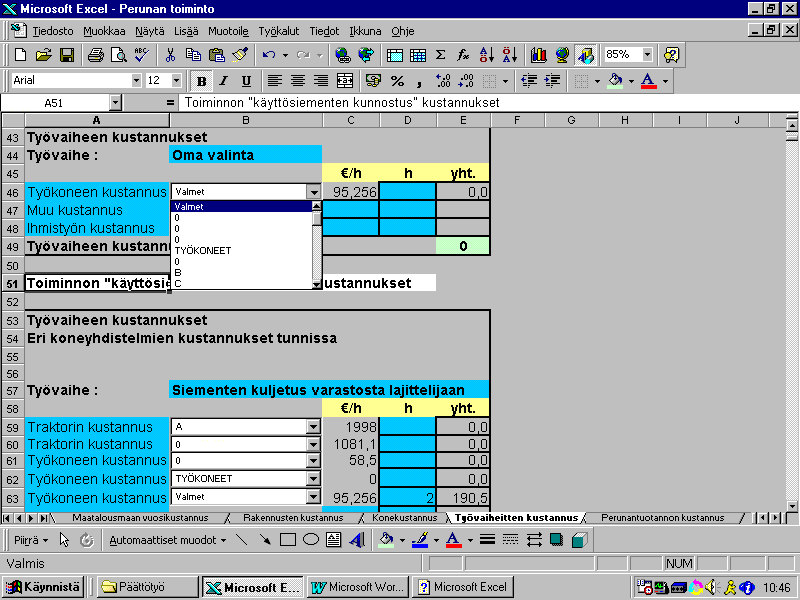 Microsoft Excel - Perunan toiminto
Tiedosto Muokkaa Näytä Lisää Muotoile Työkalut Tiedot Ikkuna Ohje
85%
Arial 12 B I U
A51 = Toiminnon "käyttösiementen kunnostus" kustannukset
A B C D E F G H I J
43 Työvaiheen kustannukset
44 Työvaihe : Oma valinta
45 €/h h yht.
46 Työkoneen kustannus Valmet 95,256 0,0
Valmet
47 Muu kustannus 0
0
48 Ihmistyön kustannus 0
49 Työvaiheen kustann TYÖKONEET 0
0
50 B
51 Toiminnon "käyttösie C ustannukset
52
53 Työvaiheen kustannukset
54 Eri koneyhdistelmien kustannukset tunnissa
55
56
57 Työvaihe : Siementen kuljetus varastosta lajittelijaan
58 €/h h yht.
59 Traktorin kustannus A 1998 0,0
60 Traktorin kustannus 0 1081,1 0,0
61 Työkoneen kustannus 0 58,5 0,0
62 Työkoneen kustannus TYÖKONEET 0 0,0
63 Työkoneen kustannus Valmet 95,256 2 190,5
Maatalousmaan vuosikustannus Rakennusten kustannus Konekustannus Työvaiheitten kustannus Perunantuotannon kustannus
Piirrä Automaattiset muodot
Valmis NUM
Käynnistä Päättötyö Microsoft E... Microsoft Wor... Microsoft Excel 10:46